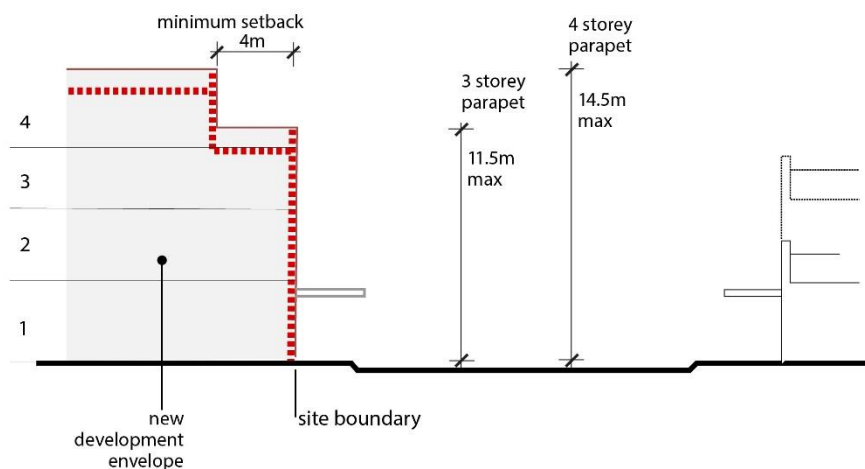 minimum setback
4m
4 storey
parapet
14.5m
max
3 storey
parapet
11.5m
max
4
3
2
1
new
development
envelope
site boundary